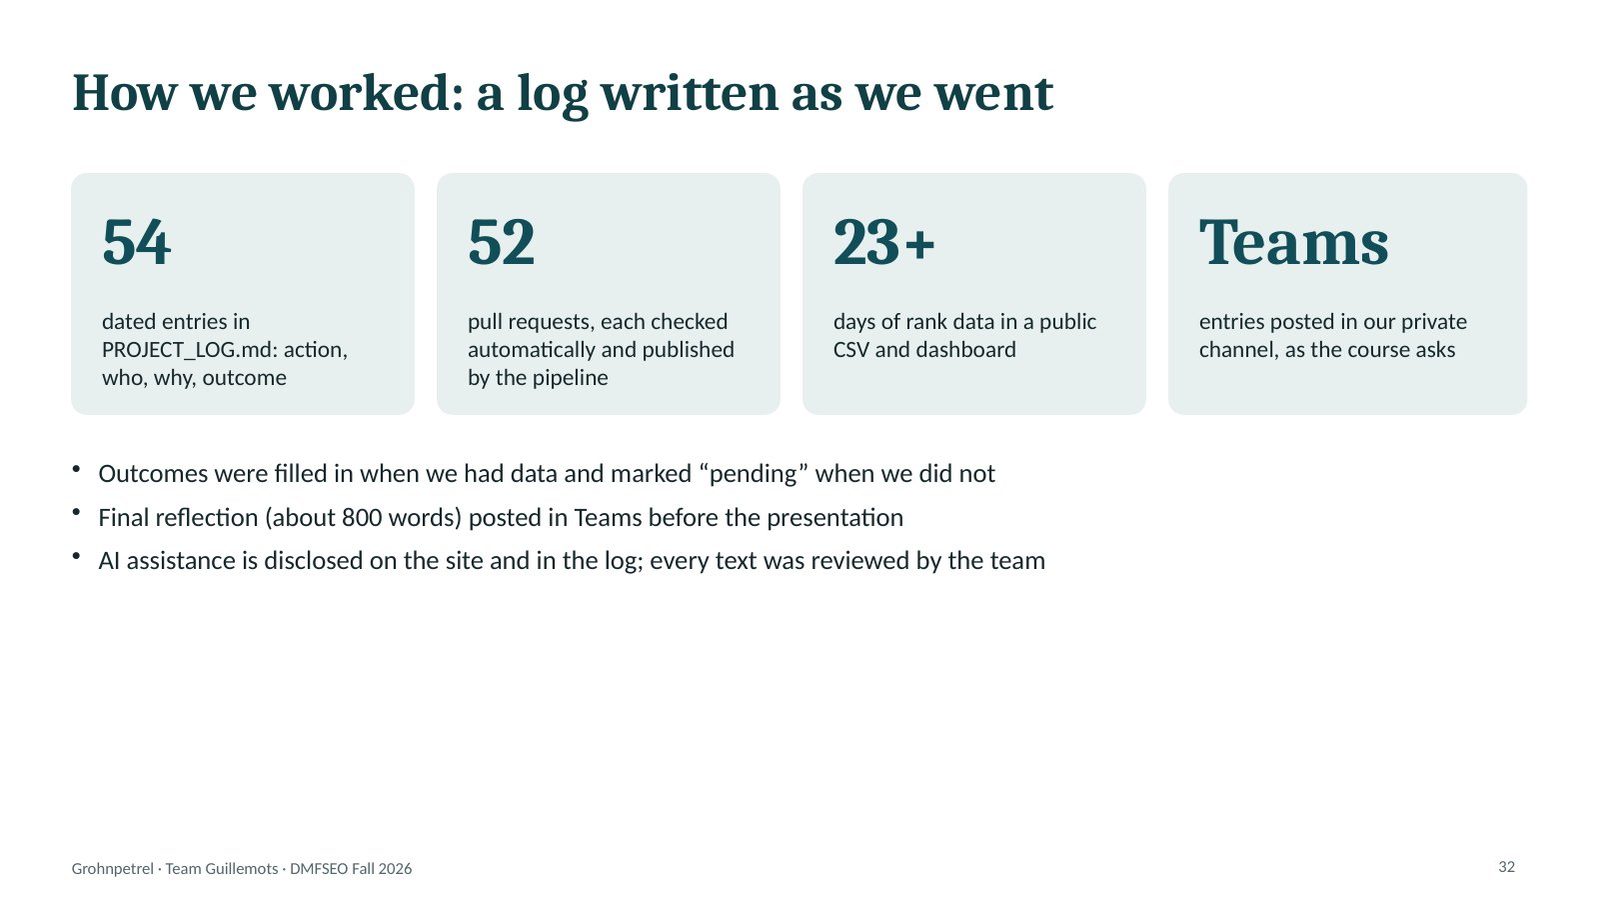 How we worked: a log written as we went
54
dated entries in
PROJECT_LOG.md: action,
who, why, outcome
52
pull requests, each checked
automatically and published
by the pipeline
23+
days of rank data in a public
CSV and dashboard
Teams
entries posted in our private
channel, as the course asks
• Outcomes were filled in when we had data and marked “pending” when we did not
• Final reflection (about 800 words) posted in Teams before the presentation
• AI assistance is disclosed on the site and in the log; every text was reviewed by the team
Grohnpetrel · Team Guillemots · DMFSEO Fall 2026
32